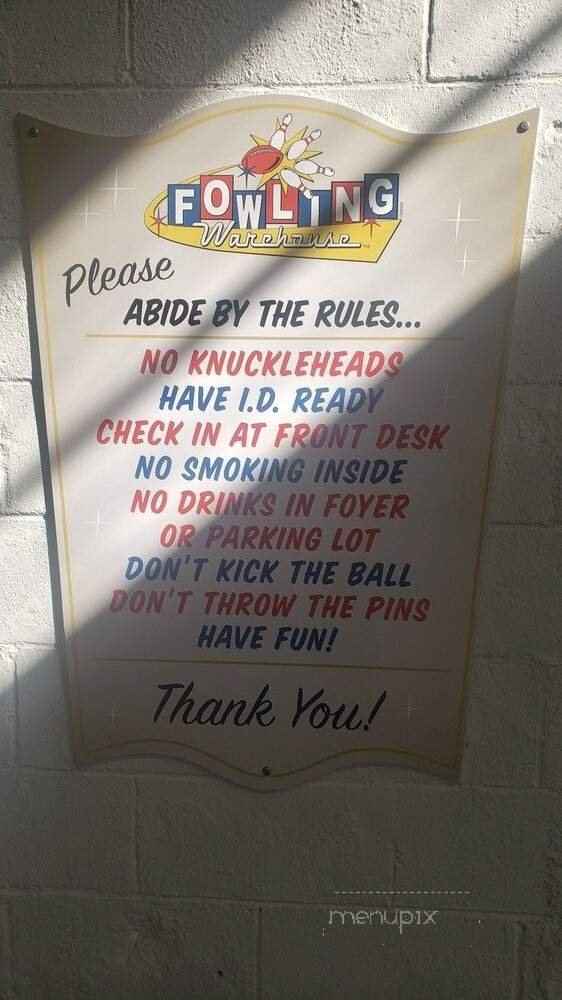 FOWLING
Warehouse TM
Please
ABIDE BY THE RULES...
NO KNUCKLEHEADS
HAVE I.D. READY
CHECK IN AT FRONT DESK
NO SMOKING INSIDE
NO DRINKS IN FOYER
OR PARKING LOT
DON'T KICK THE BALL
DON'T THROW THE PINS
HAVE FUN!
Thank You!
menupix